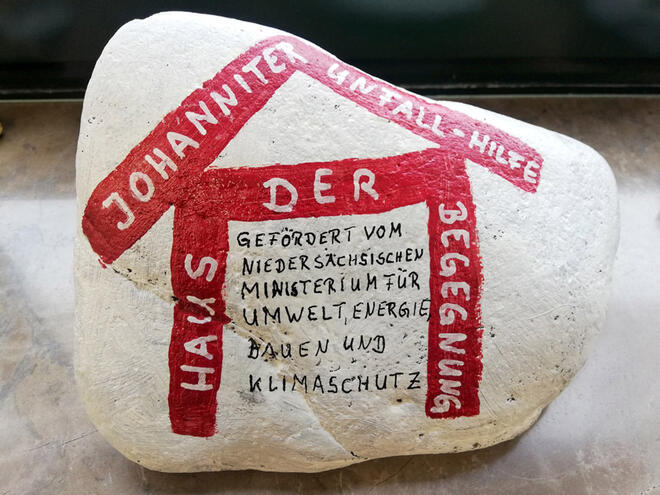 JOHANNITER
UNFALL-HILFE
HAUS
DER
BEGEGNUNG
GEFÖRDERT VOM
NIEDERSÄCHSISCHEN
MINISTERIUM FÜR
UMWELT, ENERGIE,
BAUEN UND
KLIMASCHUTZ